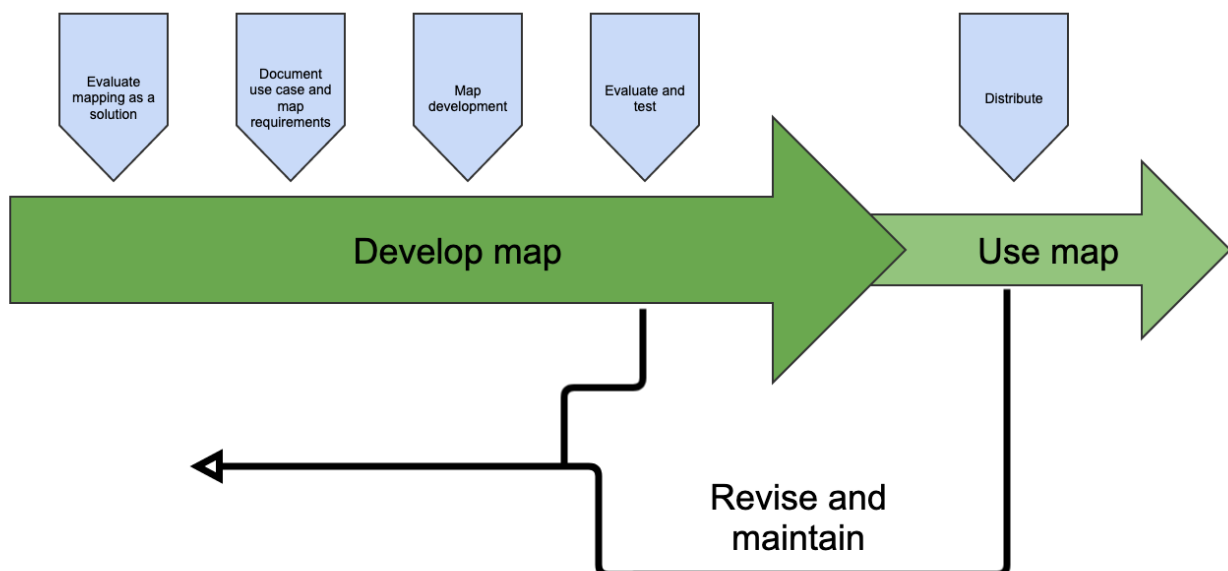 Evaluate
mapping as a
solution
Document
use case and
map
requirements
Map
development
Evaluate and
test
Distribute
Develop map
Use map
Revise and
maintain